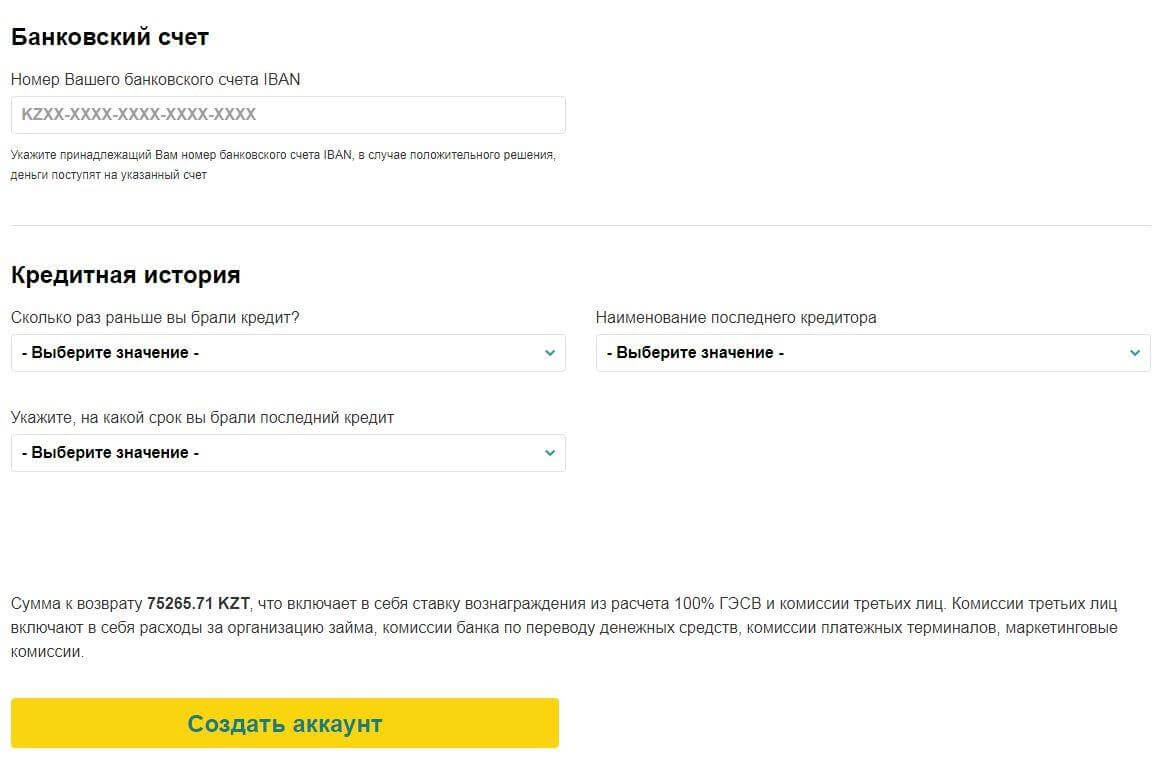 Банковский счет
Номер Вашего банковского счета IBAN
KZXX-XXXX-XXXX-XXXX-XXXX
Укажите принадлежащий Вам номер банковского счета IBAN, в случае положительного решения,
деньги поступят на указанный счет
Кредитная история
Сколько раз раньше вы брали кредит?
- Выберите значение -
Наименование последнего кредитора
- Выберите значение -
Укажите, на какой срок вы брали последний кредит
- Выберите значение -
Сумма к возврату 75265.71 KZT, что включает в себя ставку вознаграждения из расчета 100% ГЭСВ и комиссии третьих лиц. Комиссии третьих лиц
включают в себя расходы за организацию займа, комиссии банка по переводу денежных средств, комиссии платежных терминалов, маркетинговые
комиссии.
Создать аккаунт